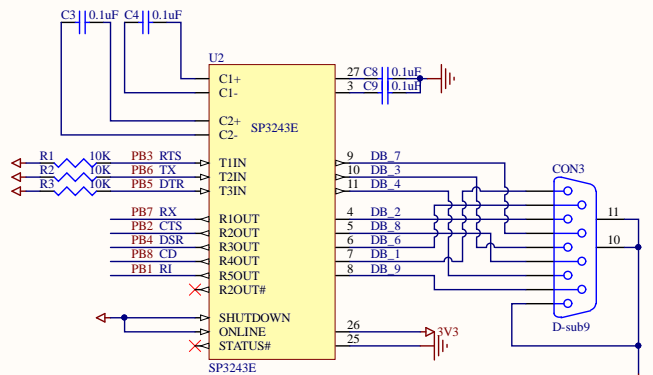 C3 0.1uF C4 0.1uF
U2
C1+ 27 C8 0.1uF
C1- 3 C9 0.1uF
C2+
SP3243E
C2-
R1 10K PB3 RTS T1IN 9 DB_7
R2 10K PB6 TX T2IN 10 DB_3
R3 10K PB5 DTR T3IN 11 DB_4
CON3
PB7 RX R1OUT 4 DB_2 11
PB2 CTS R2OUT 5 DB_8
PB4 DSR R3OUT 6 DB_6 10
PB8 CD R4OUT 7 DB_1
PB1 RI R5OUT 8 DB_9
R2OUT#
SHUTDOWN
ONLINE 26 3V3
D-sub9
STATUS# 25
SP3243E